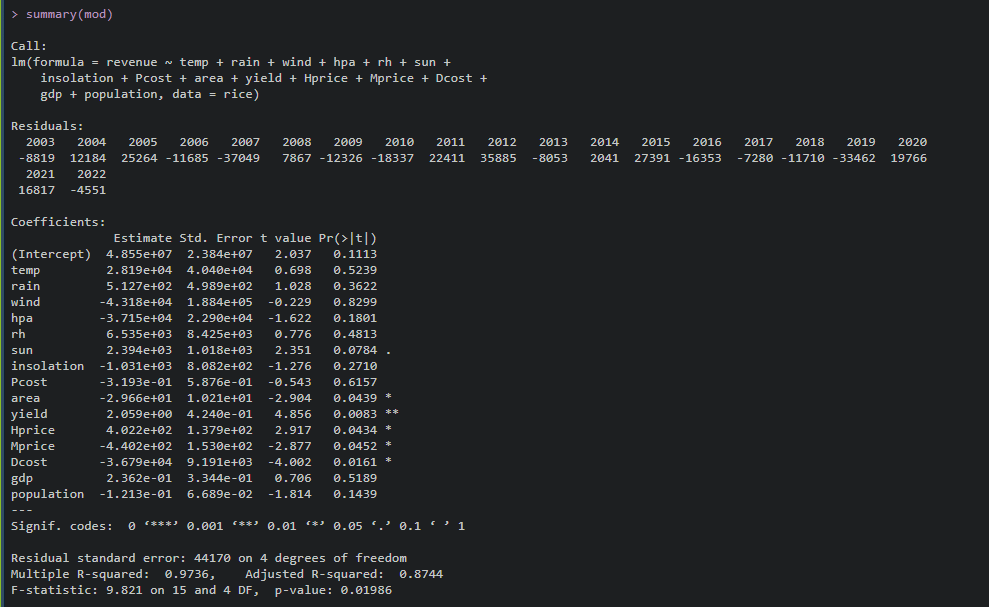 > summary(mod)

Call:
lm(formula = revenue ~ temp + rain + wind + hpa + rh + sun +
    insolation + Pcost + area + yield + Hprice + Mprice + Dcost +
    gdp + population, data = rice)

Residuals:
  2003   2004   2005   2006   2007   2008   2009   2010   2011   2012   2013   2014   2015   2016   2017   2018   2019   2020
 -8819  12184  25264 -11685 -37049   7867 -12326 -18337  22411  35885  -8053   2041  27391 -16353  -7280 -11710 -33462  19766
  2021   2022
 16817  -4551

Coefficients:
              Estimate Std. Error t value Pr(>|t|)
(Intercept)  4.855e+07  2.384e+07   2.037   0.1113
temp         2.819e+04  4.040e+04   0.698   0.5239
rain         5.127e+02  4.989e+02   1.028   0.3622
wind        -4.318e+04  1.884e+05  -0.229   0.8299
hpa         -3.715e+04  2.290e+04  -1.622   0.1801
rh           6.535e+03  8.425e+03   0.776   0.4813
sun          2.394e+03  1.018e+03   2.351   0.0784 .
insolation  -1.031e+03  8.082e+02  -1.276   0.2710
Pcost       -3.193e-01  5.876e-01  -0.543   0.6157
area        -2.966e+01  1.021e+01  -2.904   0.0439 *
yield        2.059e+00  4.240e-01   4.856   0.0083 **
Hprice       4.022e+02  1.379e+02   2.917   0.0434 *
Mprice      -4.402e+02  1.530e+02  -2.877   0.0452 *
Dcost       -3.679e+04  9.191e+03  -4.002   0.0161 *
gdp          2.362e-01  3.344e-01   0.706   0.5189
population  -1.213e-01  6.689e-02  -1.814   0.1439
---
Signif. codes:  0 ‘***’ 0.001 ‘**’ 0.01 ‘*’ 0.05 ‘.’ 0.1 ‘ ’ 1

Residual standard error: 44170 on 4 degrees of freedom
Multiple R-squared:  0.9736,    Adjusted R-squared:  0.8744
F-statistic: 9.821 on 15 and 4 DF,  p-value: 0.01986